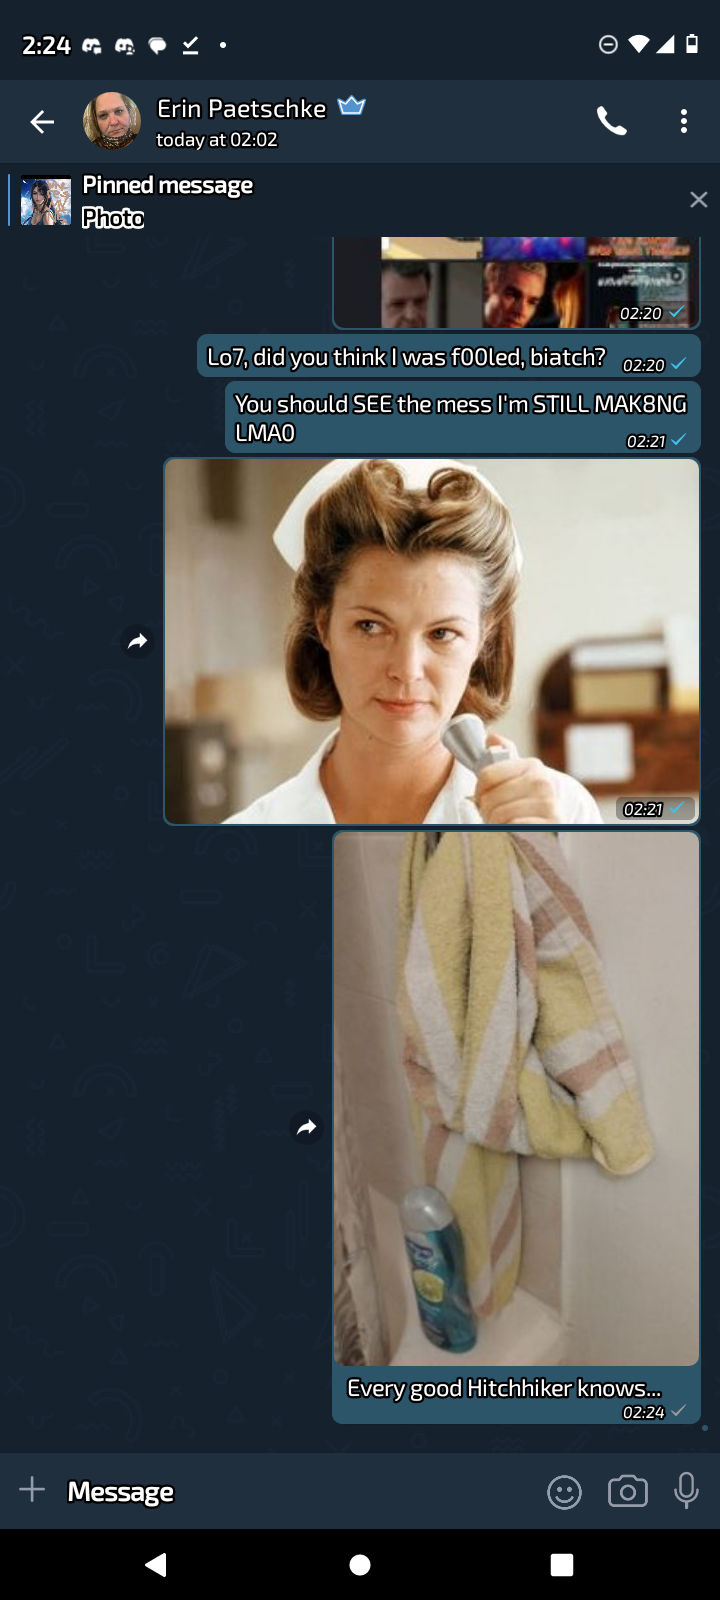 2:24
Erin Paetschke
today at 02:02
Pinned message
Photo
02:20
Lo7, did you think I was f00led, biatch? 02:20
You should SEE the mess I'm STILL MAK8NG
LMA0 02:21
02:21
Every good Hitchhiker knows...
02:24
Message